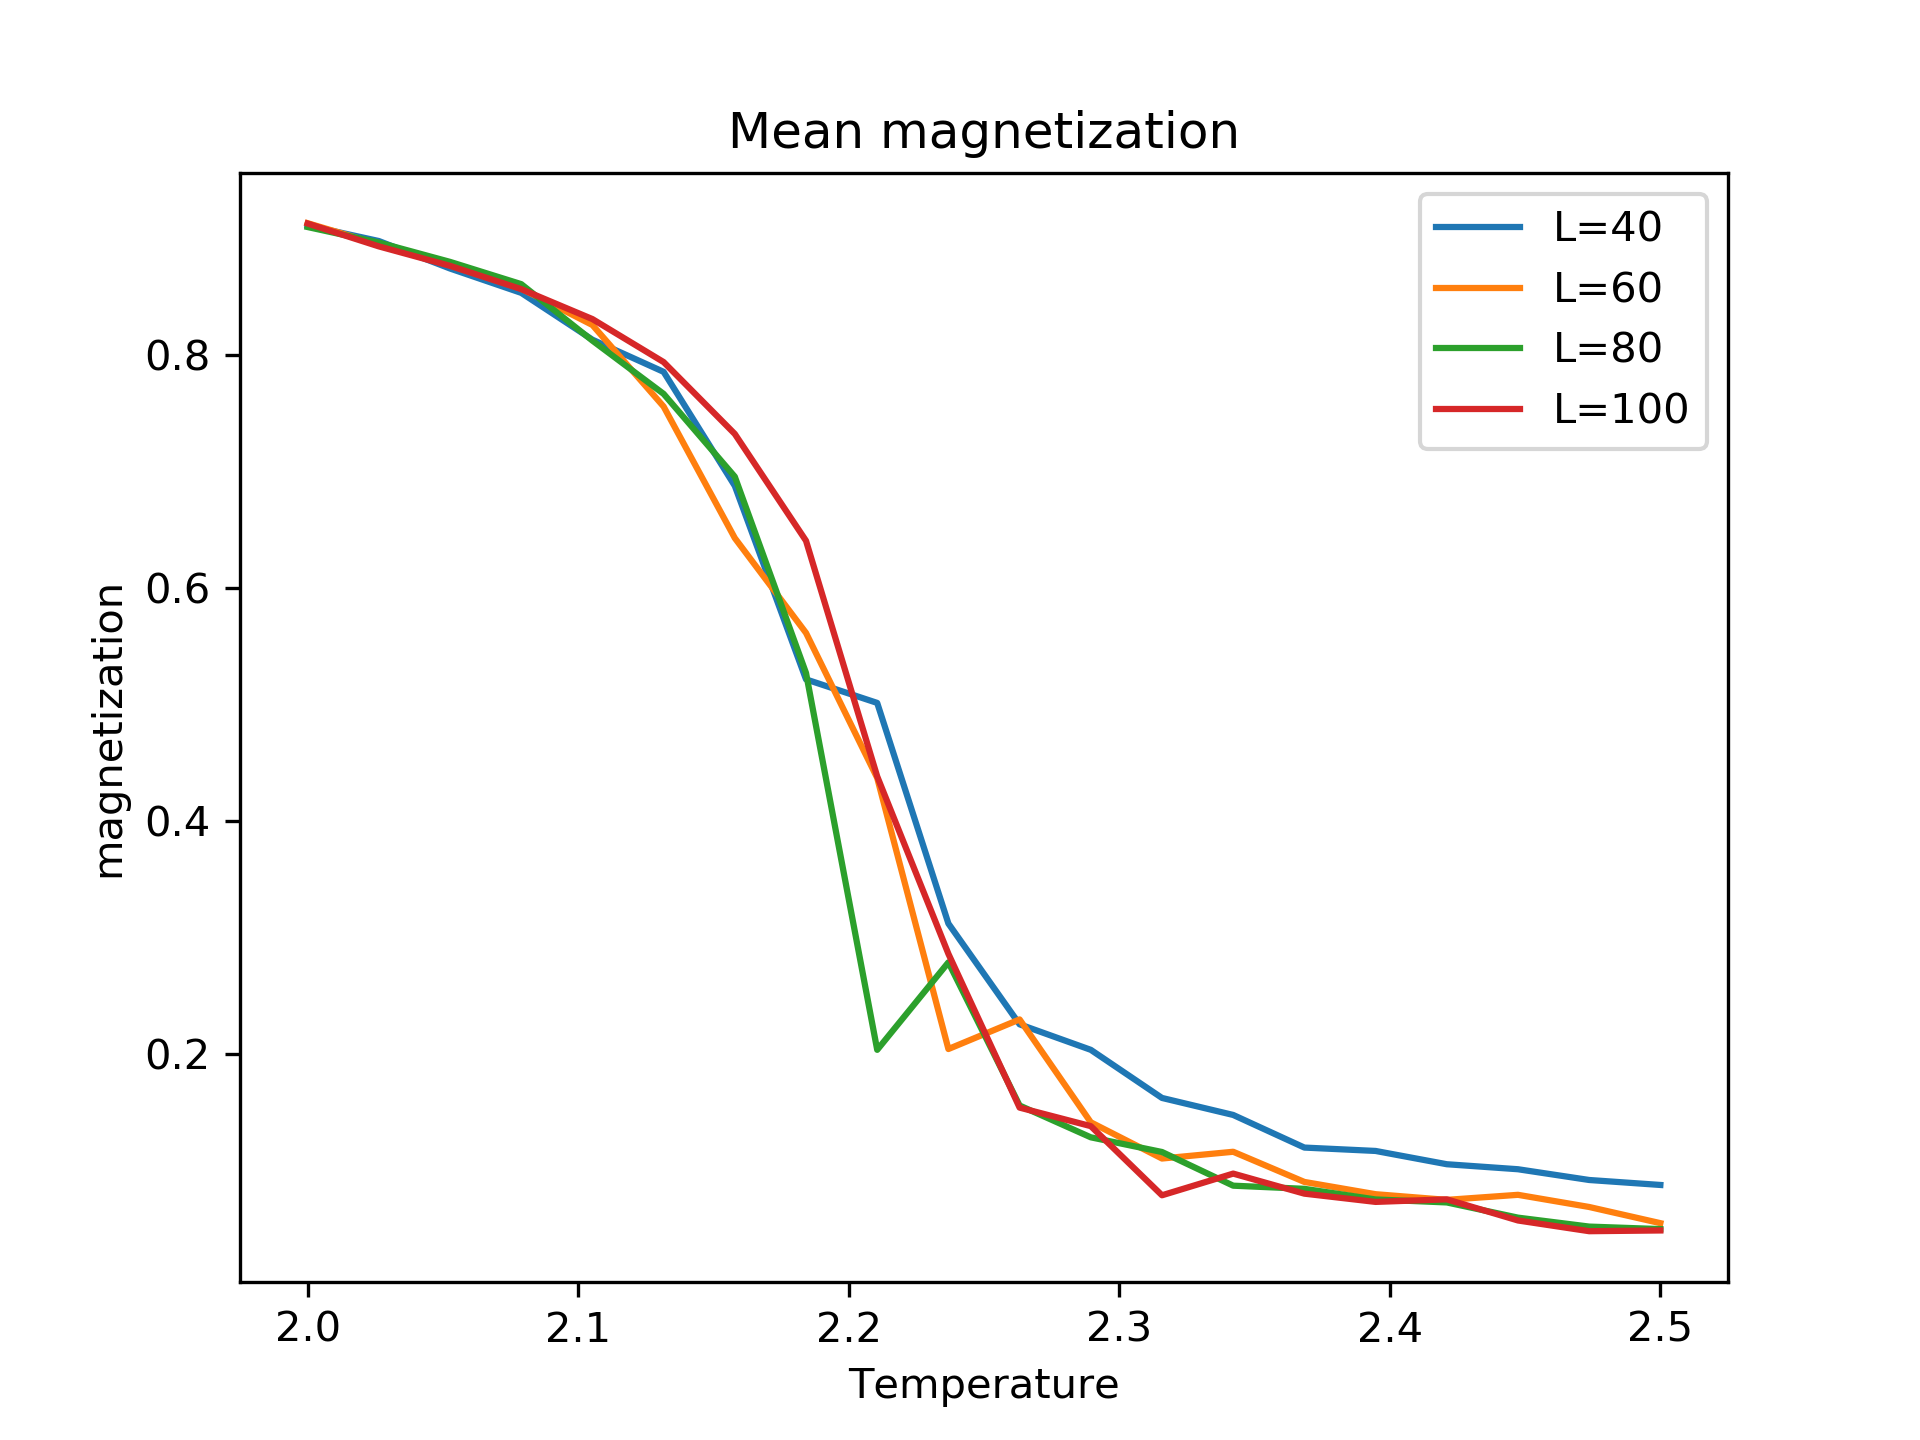 Mean magnetization
L=40
L=60
L=80
L=100
magnetization
0.8
0.6
0.4
0.2
2.0 2.1 2.2 2.3 2.4 2.5
Temperature